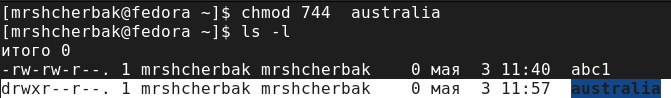 [mrshcherbak@fedora ~]$ chmod 744  australia
[mrshcherbak@fedora ~]$ ls -l
итого 0
-rw-rw-r--. 1 mrshcherbak mrshcherbak    0 мая  3 11:40  abc1
drwxr--r--. 1 mrshcherbak mrshcherbak    0 мая  3 11:57  australia